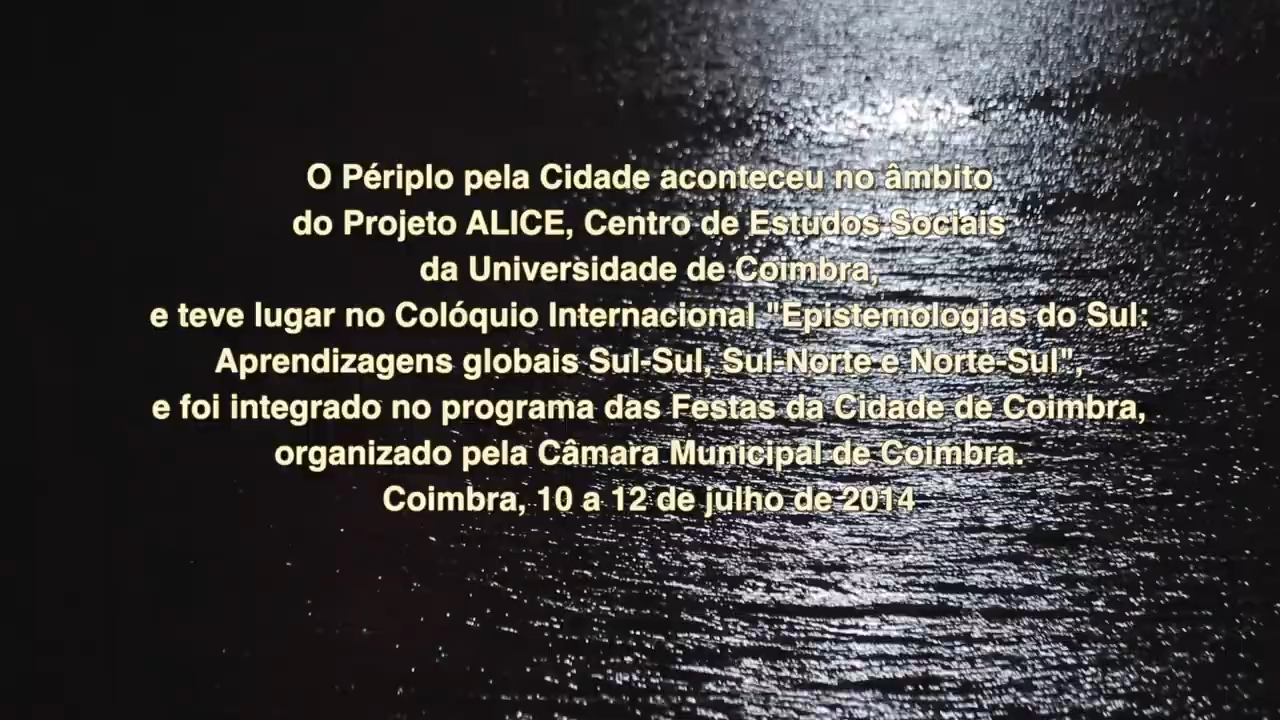 O Périplo pela Cidade aconteceu no âmbito
do Projeto ALICE, Centro de Estudos Sociais
da Universidade de Coimbra,
e teve lugar no Colóquio Internacional "Epistemologias do Sul:
Aprendizagens globais Sul-Sul, Sul-Norte e Norte-Sul",
e foi integrado no programa das Festas da Cidade de Coimbra,
organizado pela Câmara Municipal de Coimbra.
Coimbra, 10 a 12 de julho de 2014